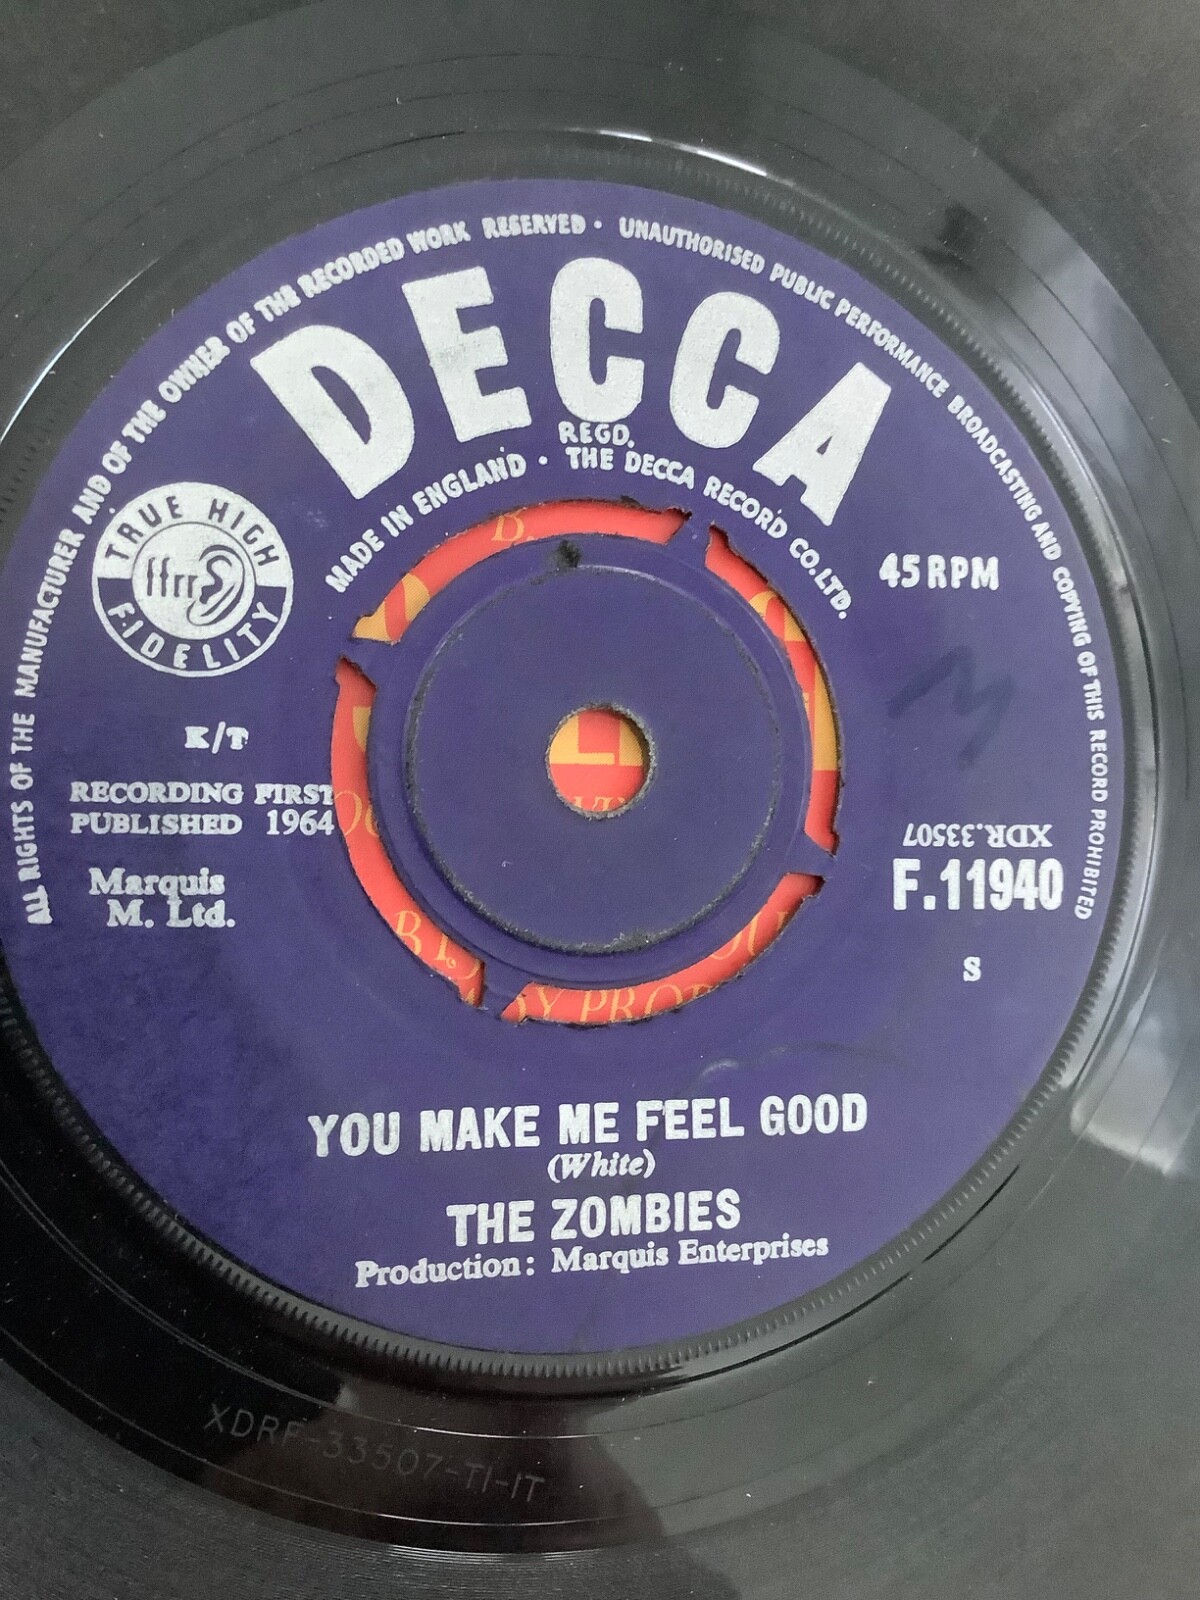 ALL RIGHTS OF THE MANUFACTURER AND OF THE OWNER OF THE RECORDED WORK RESERVED · UNAUTHORISED PUBLIC PERFORMANCE BROADCASTING AND COPYING OF THIS RECORD PROHIBITED
DECCA
REGD.
MADE IN ENGLAND · THE DECCA RECORD CO. LTD.
TRUE HIGH
ffrr
FIDELITY
45 RPM
K/T
RECORDING FIRST
PUBLISHED 1964
Marquis
M. Ltd.
XDR.33507
F.11940
S
YOU MAKE ME FEEL GOOD
(White)
THE ZOMBIES
Production: Marquis Enterprises
XDRF-33507-T1-1T